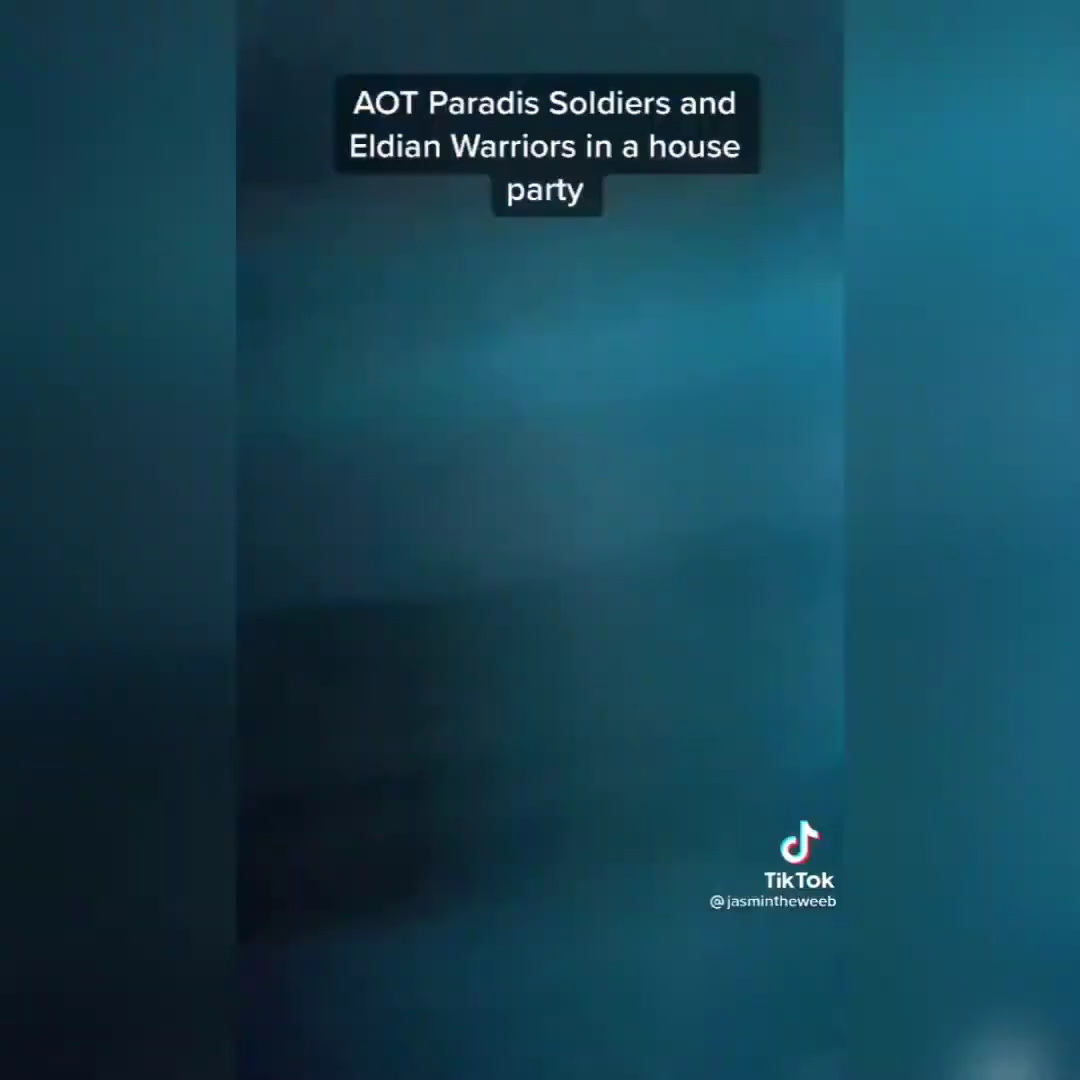 AOT Paradis Soldiers and
Eldian Warriors in a house
party
TikTok
@jasmintheweeb